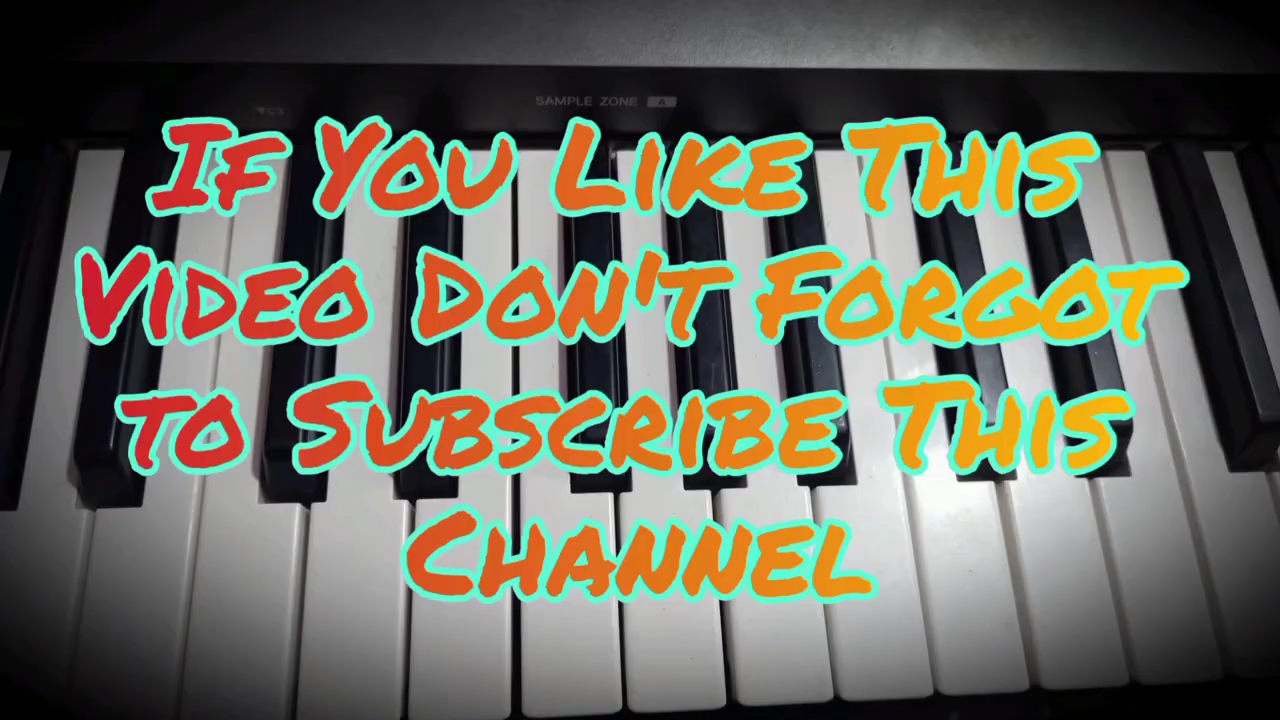 SAMPLE ZONE A
If You Like This
Video Don't Forgot
to Subscribe This
Channel